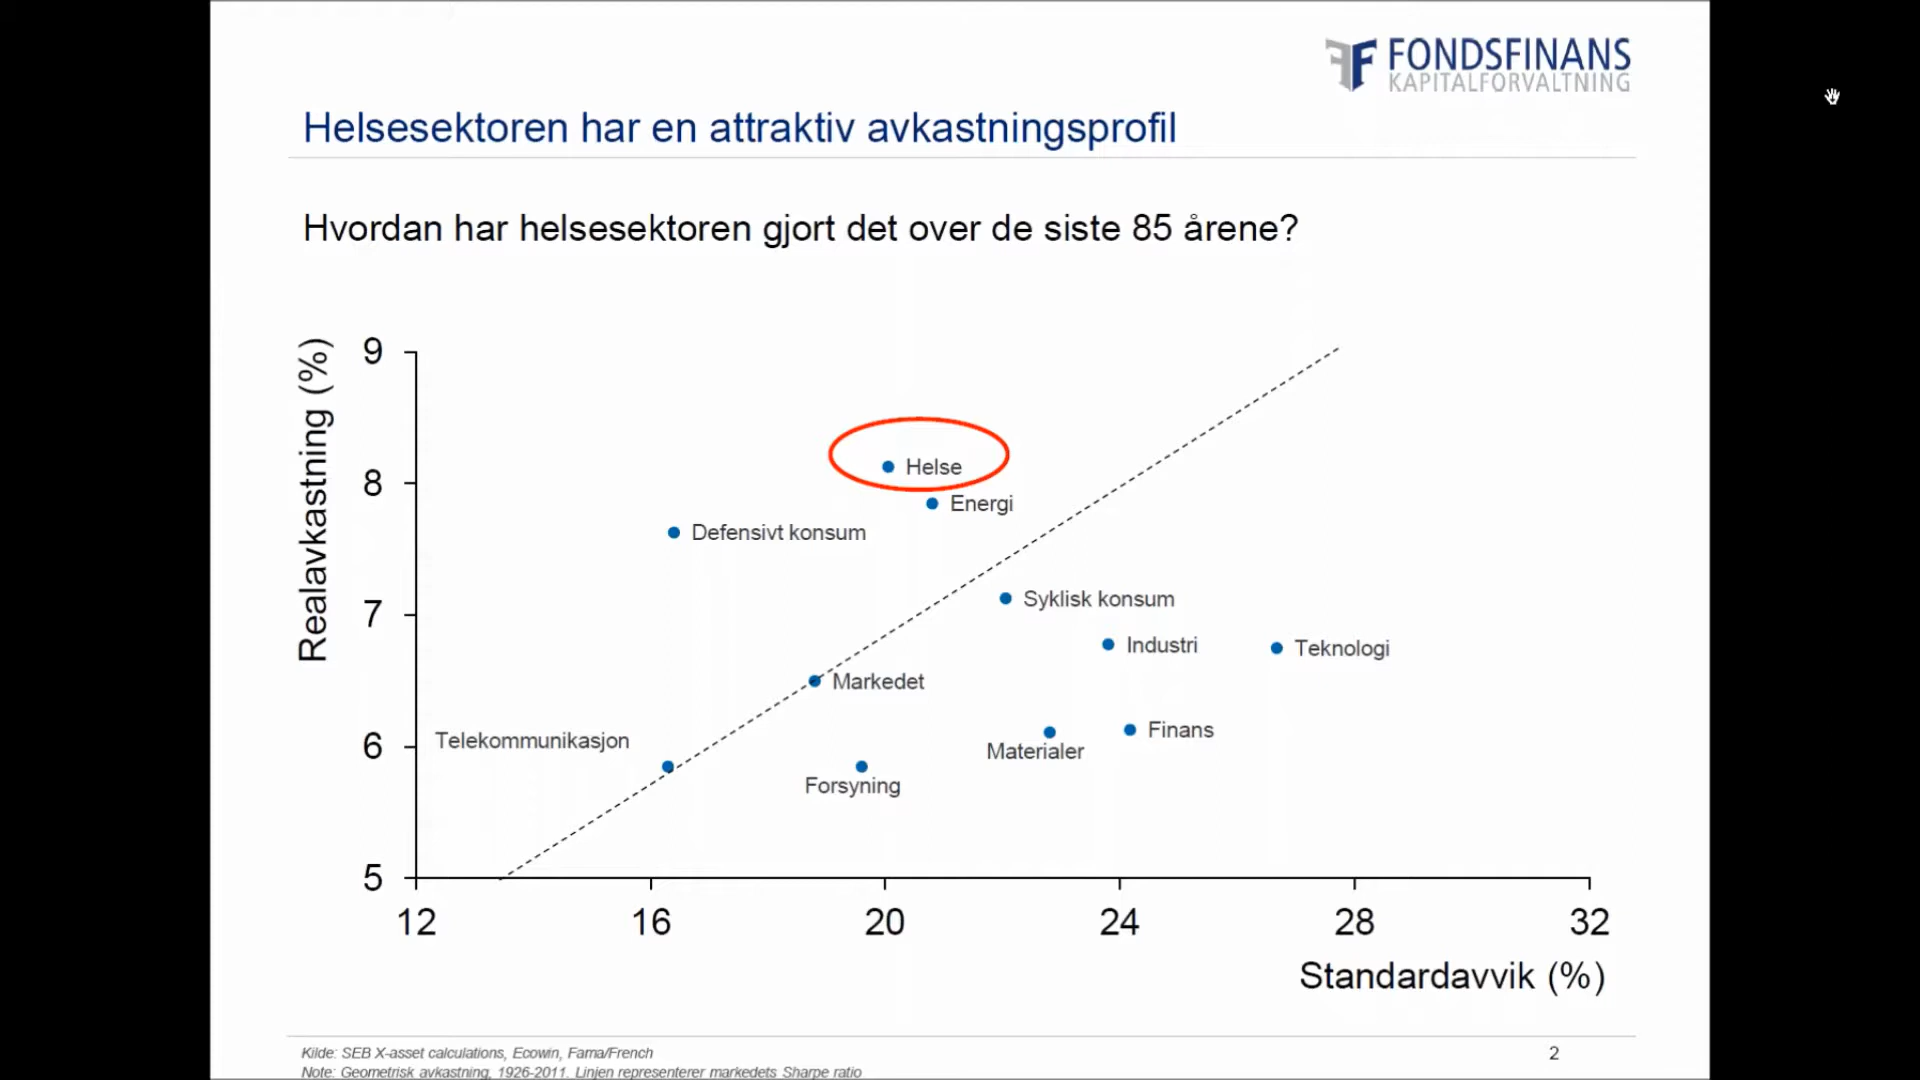 FONDSFINANS
KAPITALFORVALTNING
Helsesektoren har en attraktiv avkastningsprofil
Hvordan har helsesektoren gjort det over de siste 85 årene?
Realavkastning (%)
9
8
7
6
5
Helse
Energi
Defensivt konsum
Syklisk konsum
Industri
Teknologi
Markedet
Telekommunikasjon
Finans
Materialer
Forsyning
12 16 20 24 28 32
Standardavvik (%)
Kilde: SEB X-asset calculations, Ecowin, Fama/French
2
Note: Geometrisk avkastning, 1926-2011. Linjen representerer markedets Sharpe ratio